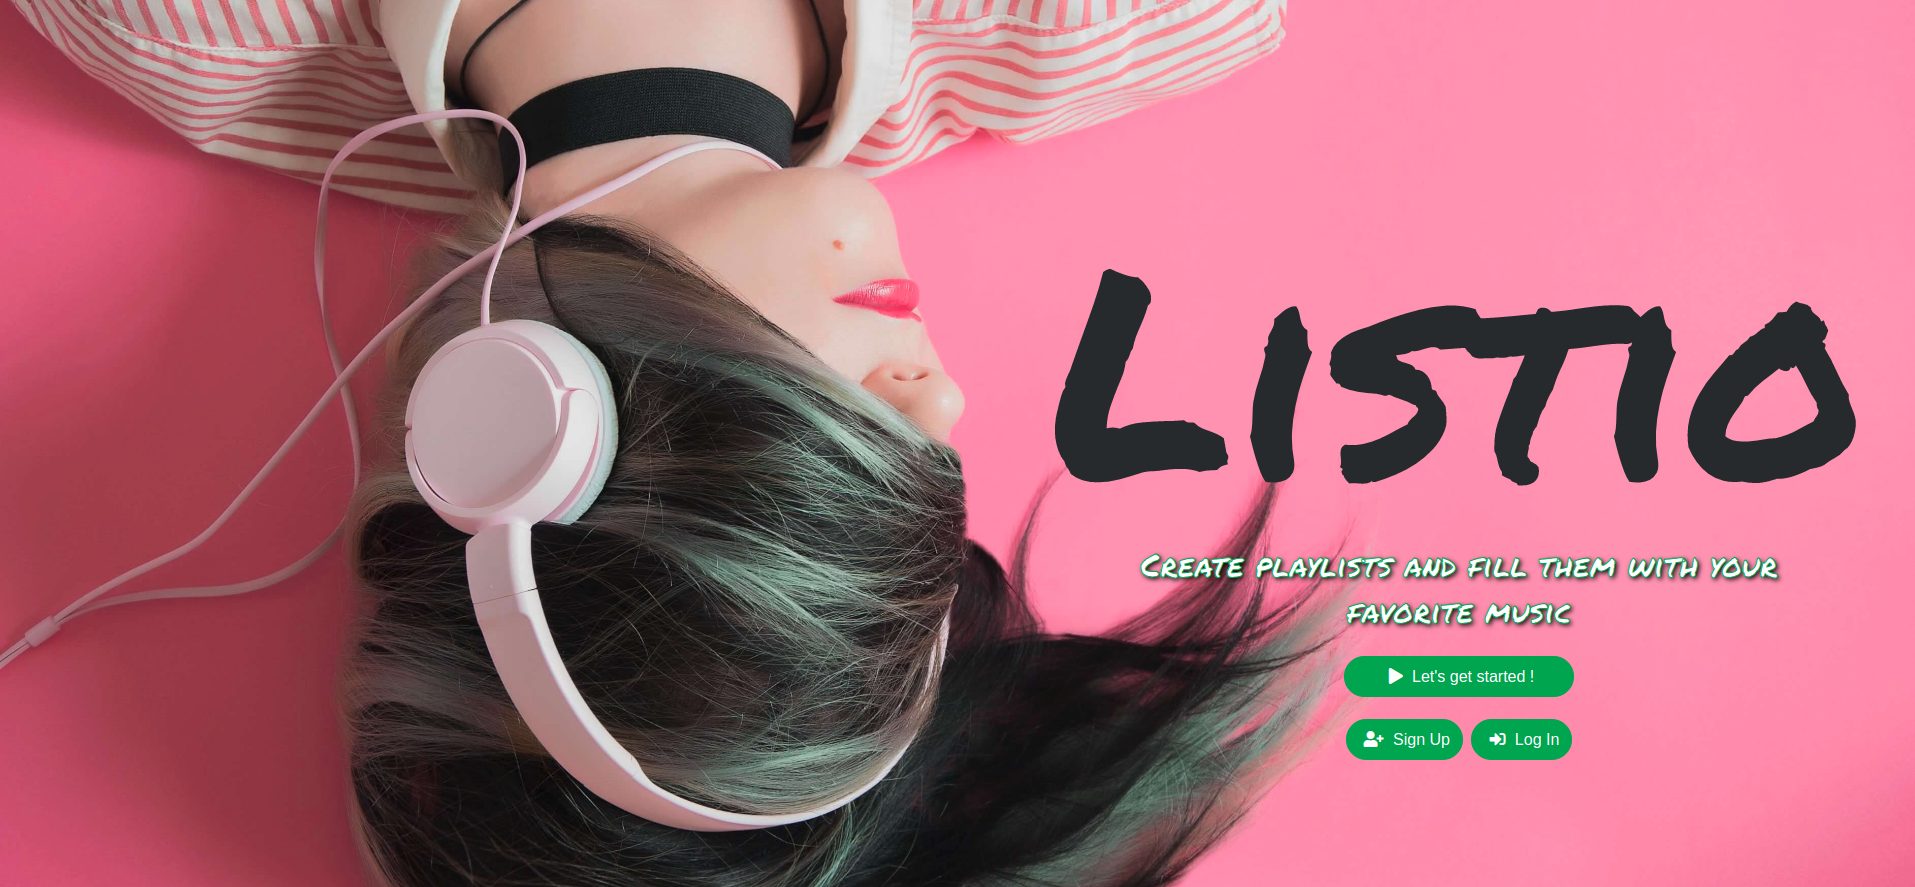 Listio
Create playlists and fill them with your
favorite music
Let's get started !
Sign Up
Log In